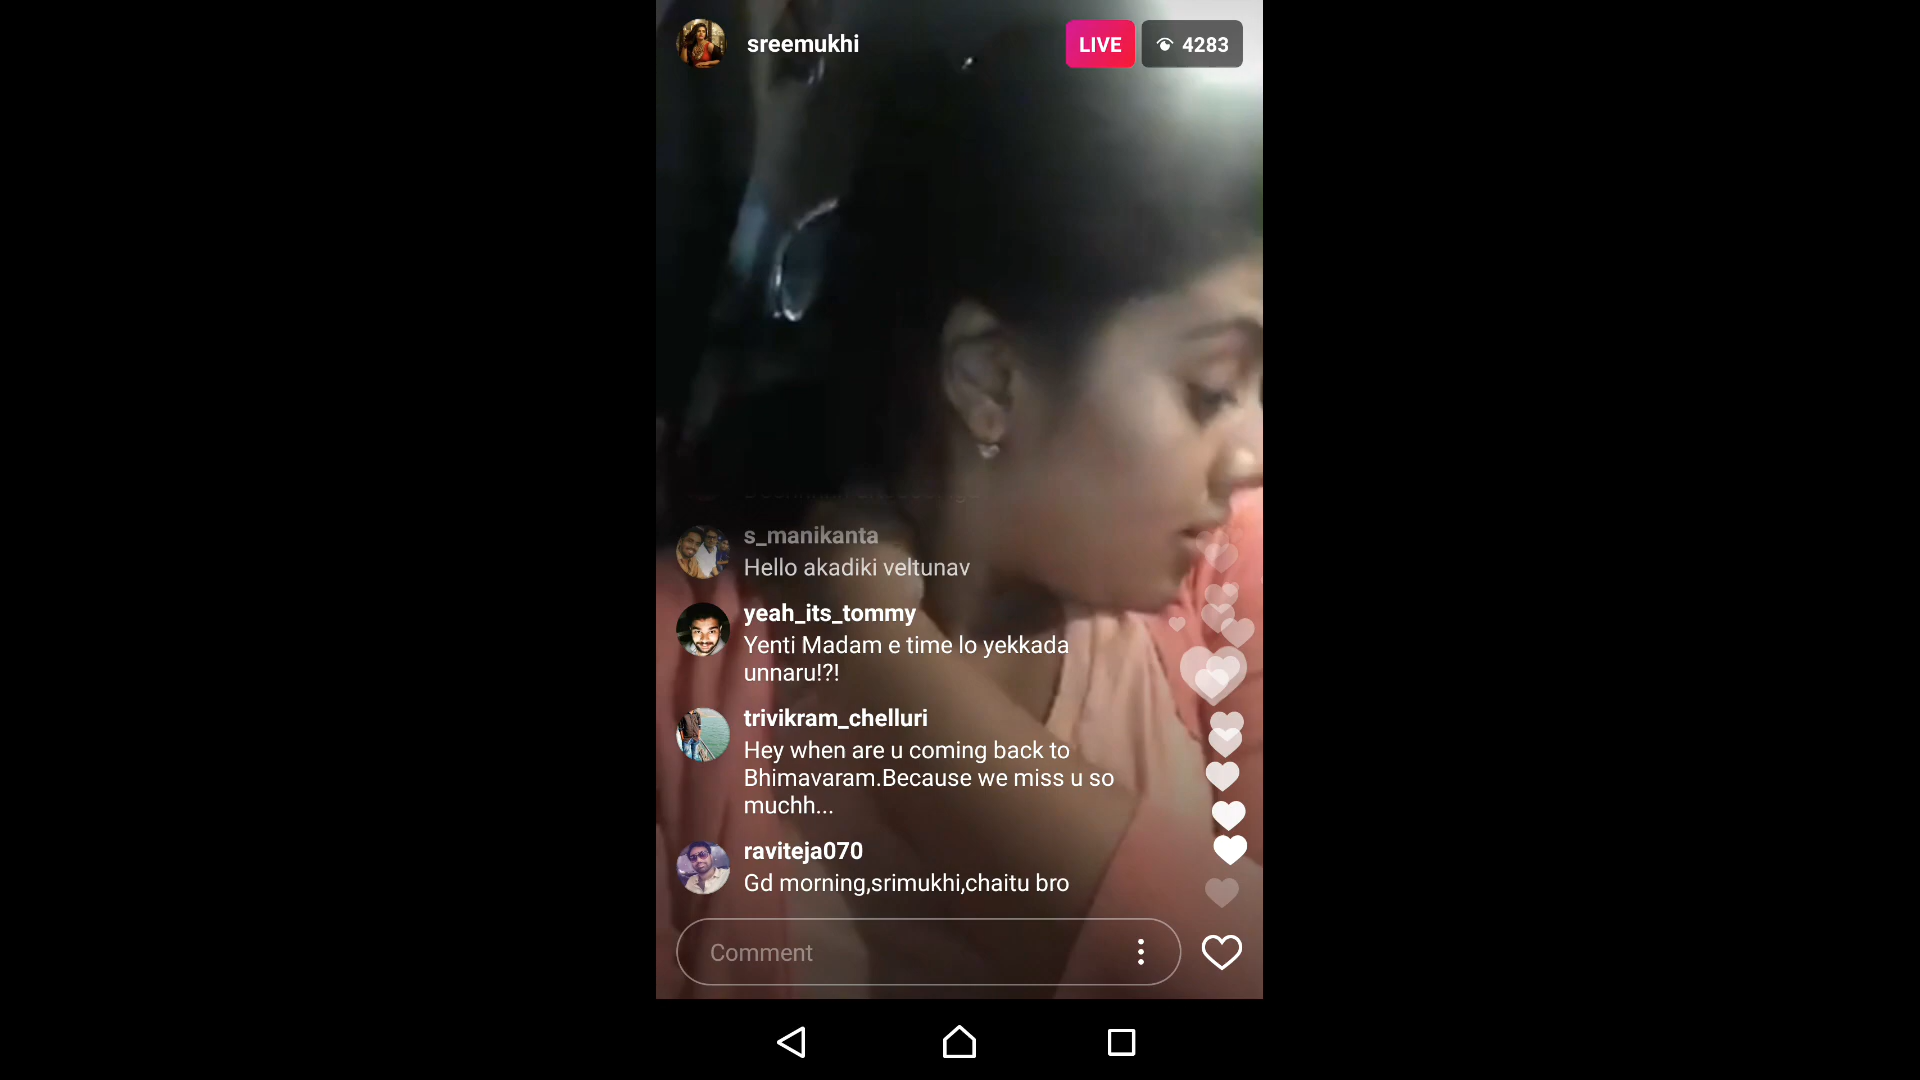 sreemukhi
LIVE
4283
s_manikanta
Hello akadiki veltunav
yeah_its_tommy
Yenti Madam e time lo yekkada
unnaru!?!
trivikram_chelluri
Hey when are u coming back to
Bhimavaram.Because we miss u so
muchh...
raviteja070
Gd morning,srimukhi,chaitu bro
Comment